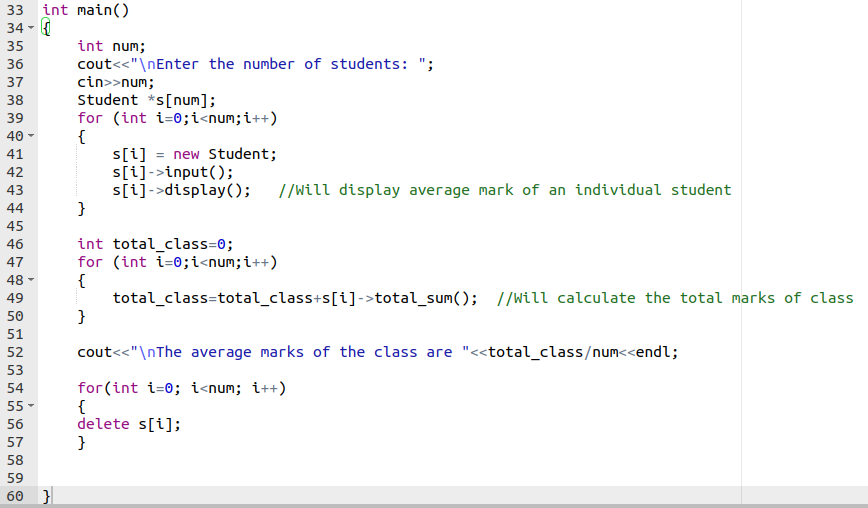 33 int main()
34 {
35     int num;
36     cout<<"\nEnter the number of students: ";
37     cin>>num;
38     Student *s[num];
39     for (int i=0;i<num;i++)
40     {
41         s[i] = new Student;
42         s[i]->input();
43         s[i]->display();   //Will display average mark of an individual student
44     }
45
46     int total_class=0;
47     for (int i=0;i<num;i++)
48     {
49         total_class=total_class+s[i]->total_sum();  //Will calculate the total marks of class
50     }
51
52     cout<<"\nThe average marks of the class are "<<total_class/num<<endl;
53
54     for(int i=0; i<num; i++)
55     {
56     delete s[i];
57     }
58
59
60 }